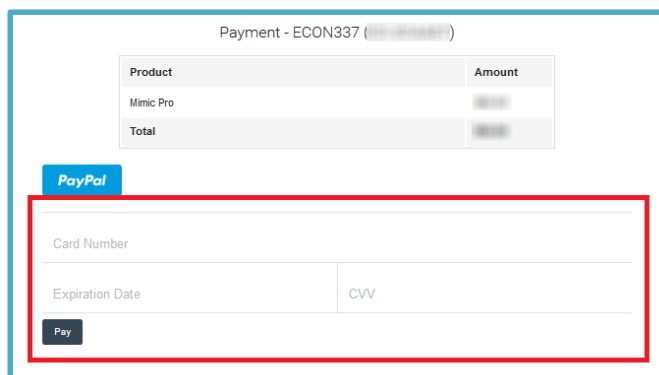 Payment - ECON337 ( )
Product Amount
Mimic Pro
Total
PayPal
Card Number
Expiration Date CVV
Pay